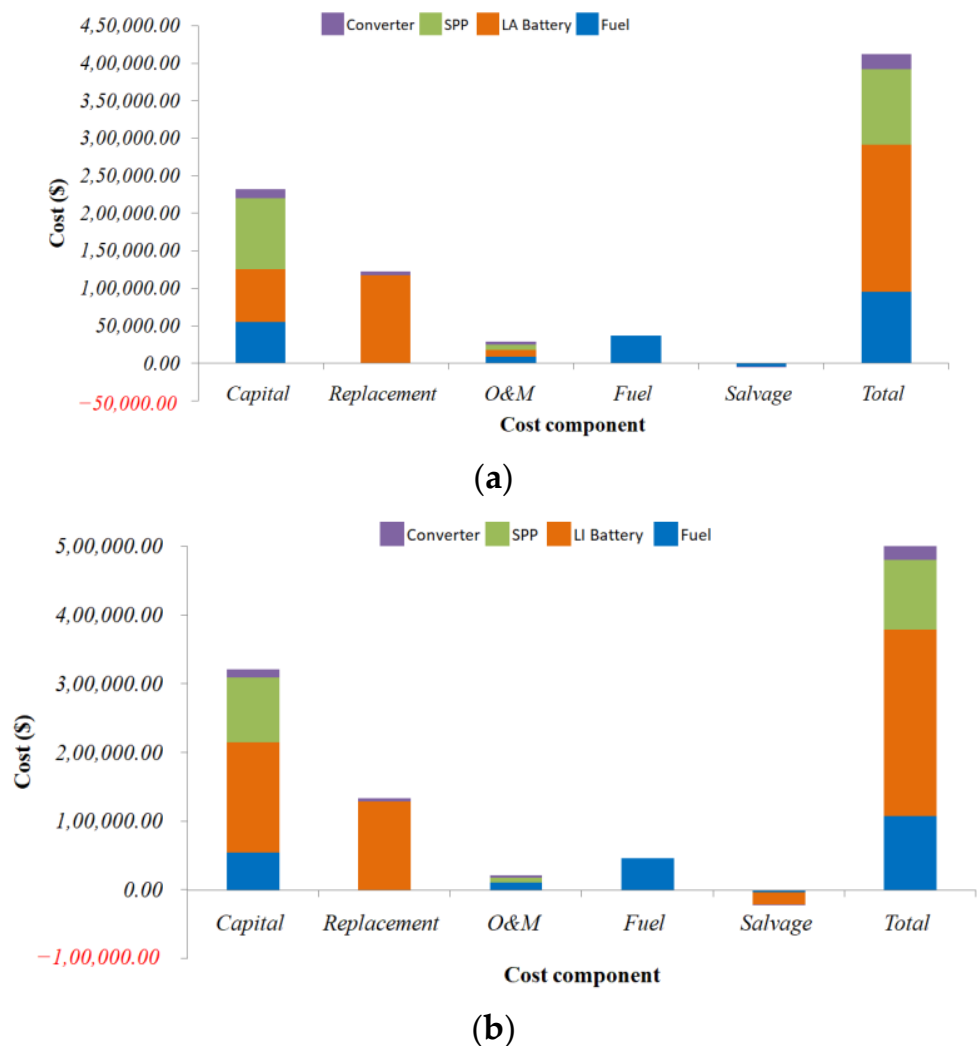 Converter SPP LA Battery Fuel
4,50,000.00
4,00,000.00
3,50,000.00
3,00,000.00
2,50,000.00
2,00,000.00
1,50,000.00
1,00,000.00
50,000.00
0.00
−50,000.00
Cost ($)
Capital Replacement O&M Fuel Salvage Total
Cost component
(a)
Converter SPP LI Battery Fuel
5,00,000.00
4,00,000.00
3,00,000.00
2,00,000.00
1,00,000.00
0.00
−1,00,000.00
Cost ($)
Capital Replacement O&M Fuel Salvage Total
Cost component
(b)